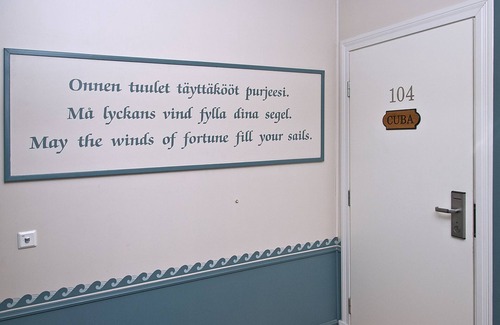 Onnen tuulet täyttäkööt purjeesi.
Må lyckans vind fylla dina segel.
May the winds of fortune fill your sails.
104
CUBA